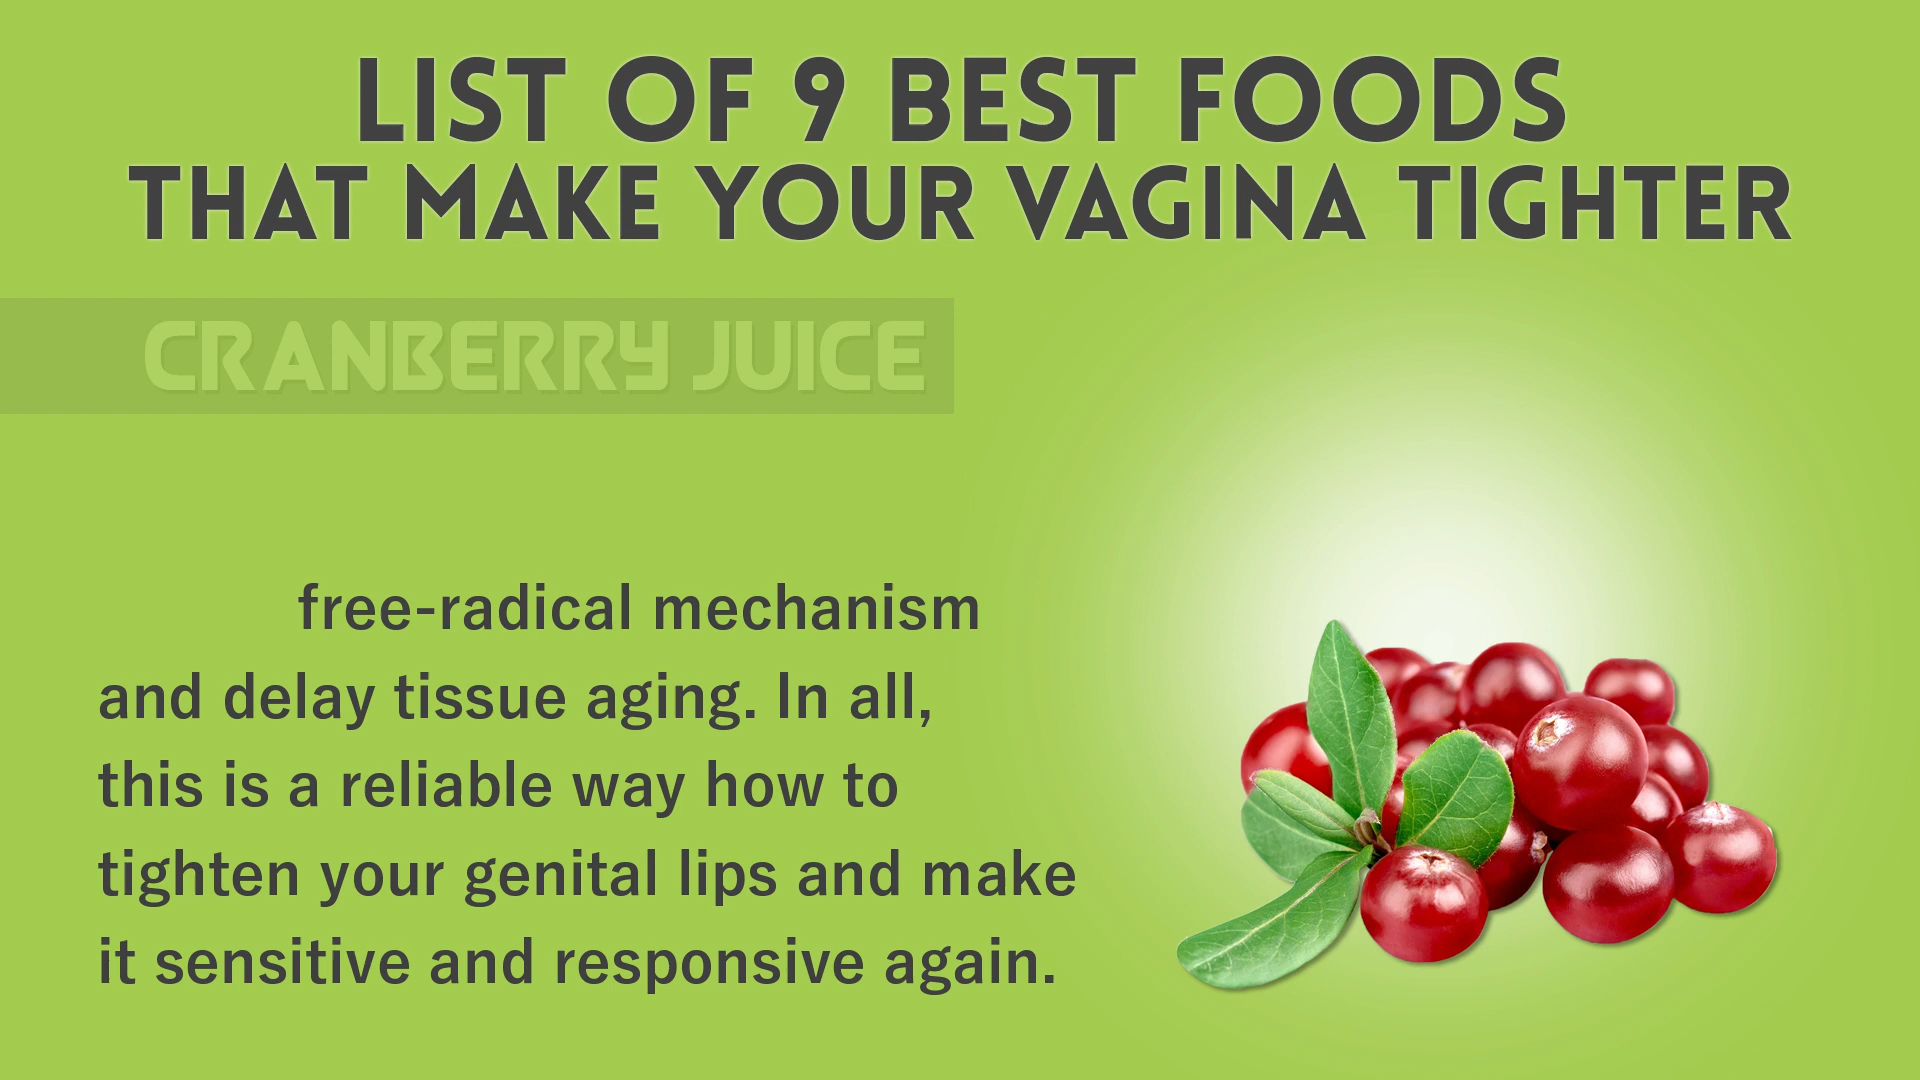 LIST OF 9 BEST FOODS
THAT MAKE YOUR VAGINA TIGHTER
CRANBERRY JUICE
free-radical mechanism
and delay tissue aging. In all,
this is a reliable way how to
tighten your genital lips and make
it sensitive and responsive again.